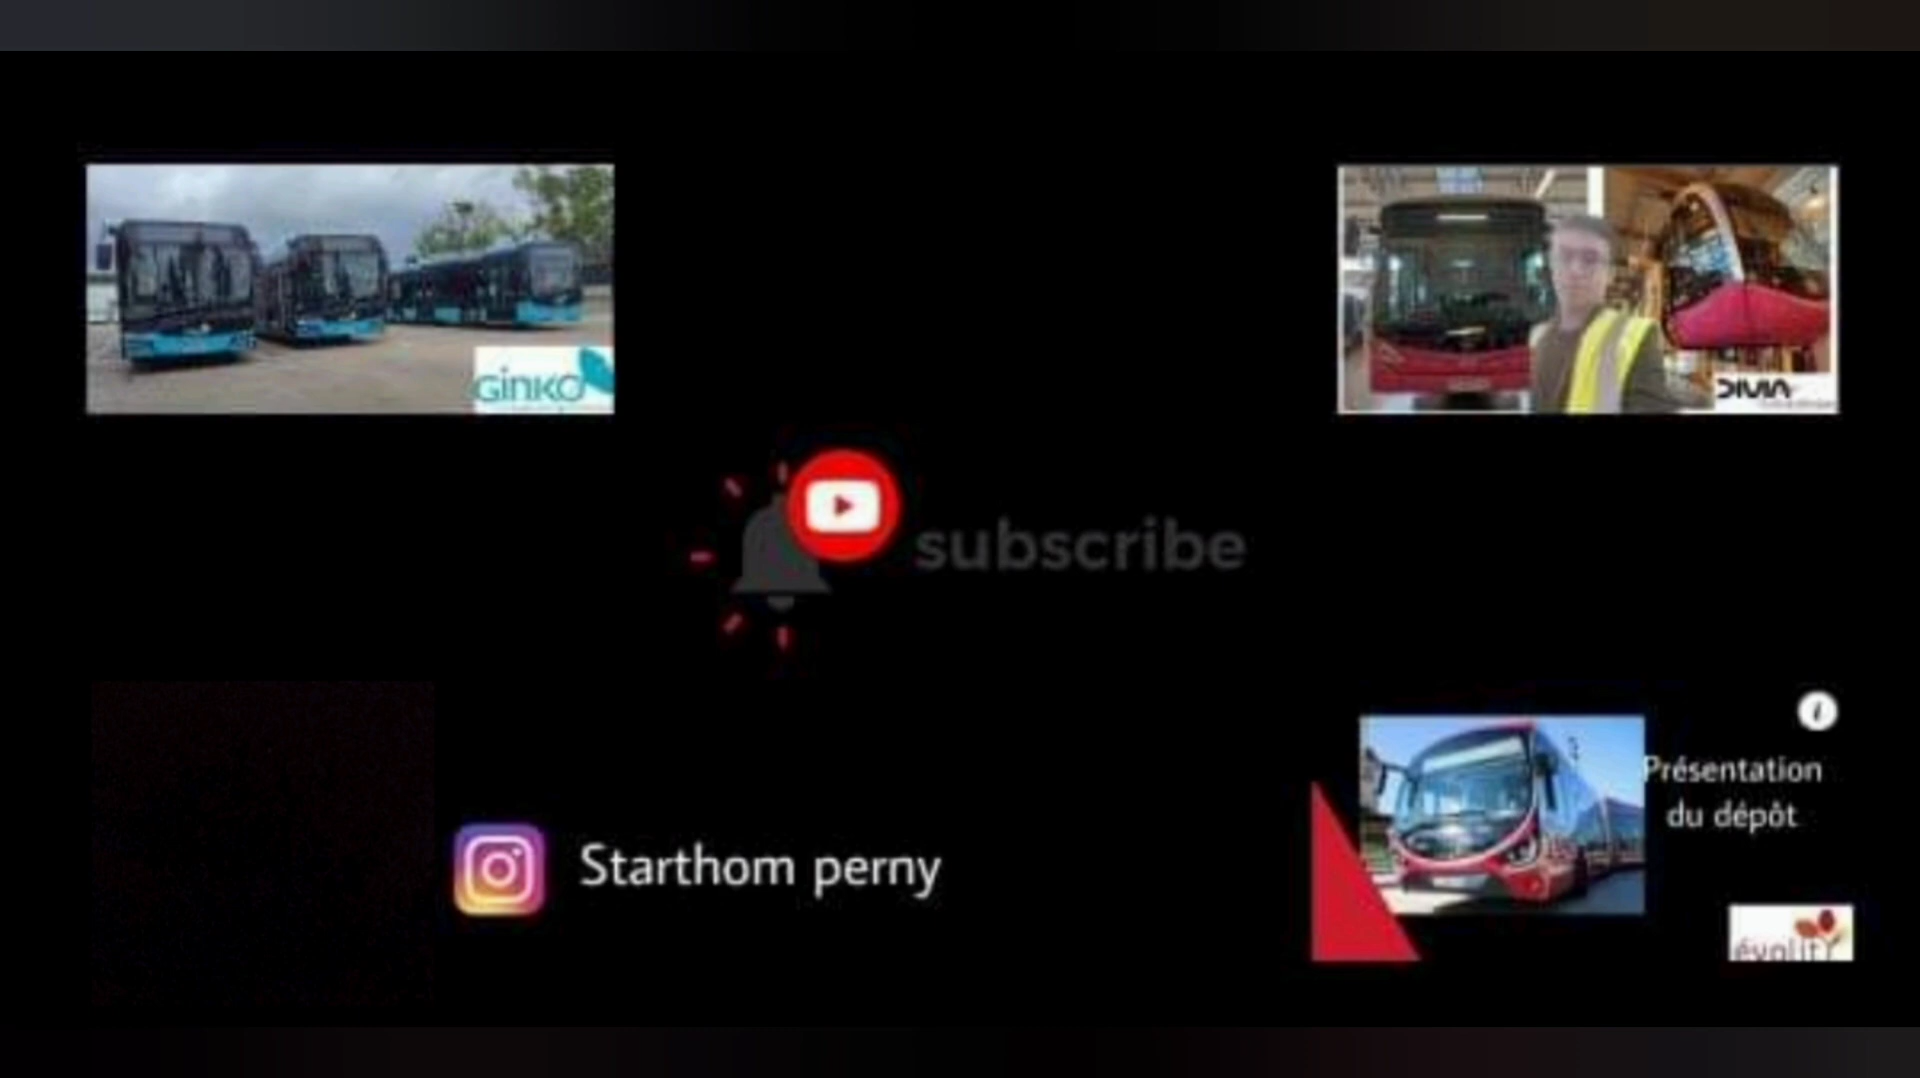 GINKO
DIVIA
subscribe
Présentation
du dépôt
Starthom perny
évolity